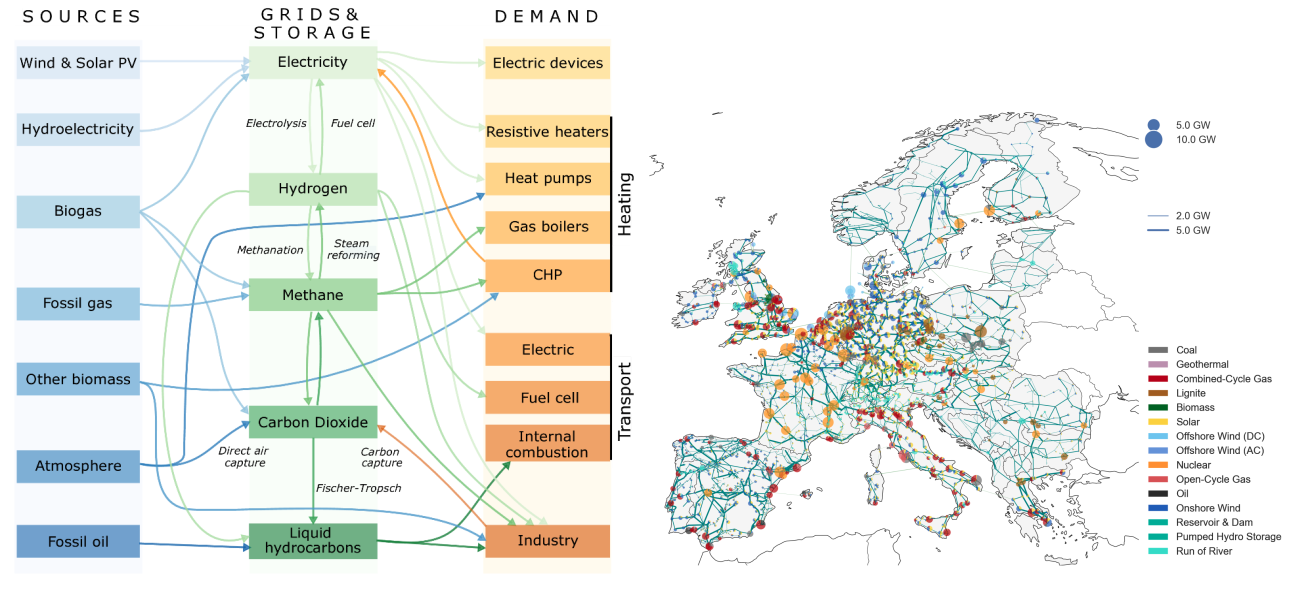 SOURCES
GRIDS &
STORAGE
DEMAND
Wind & Solar PV
Hydroelectricity
Biogas
Fossil gas
Other biomass
Atmosphere
Fossil oil
Electricity
Electrolysis
Fuel cell
Hydrogen
Methanation
Steam
reforming
Methane
Carbon Dioxide
Direct air
capture
Carbon
capture
Fischer-Tropsch
Liquid
hydrocarbons
Electric devices
Resistive heaters
Heat pumps
Gas boilers
CHP
Heating
Electric
Fuel cell
Internal
combustion
Transport
Industry
5.0 GW
10.0 GW
2.0 GW
5.0 GW
Coal
Geothermal
Combined-Cycle Gas
Lignite
Biomass
Solar
Offshore Wind (DC)
Offshore Wind (AC)
Nuclear
Open-Cycle Gas
Oil
Onshore Wind
Reservoir & Dam
Pumped Hydro Storage
Run of River